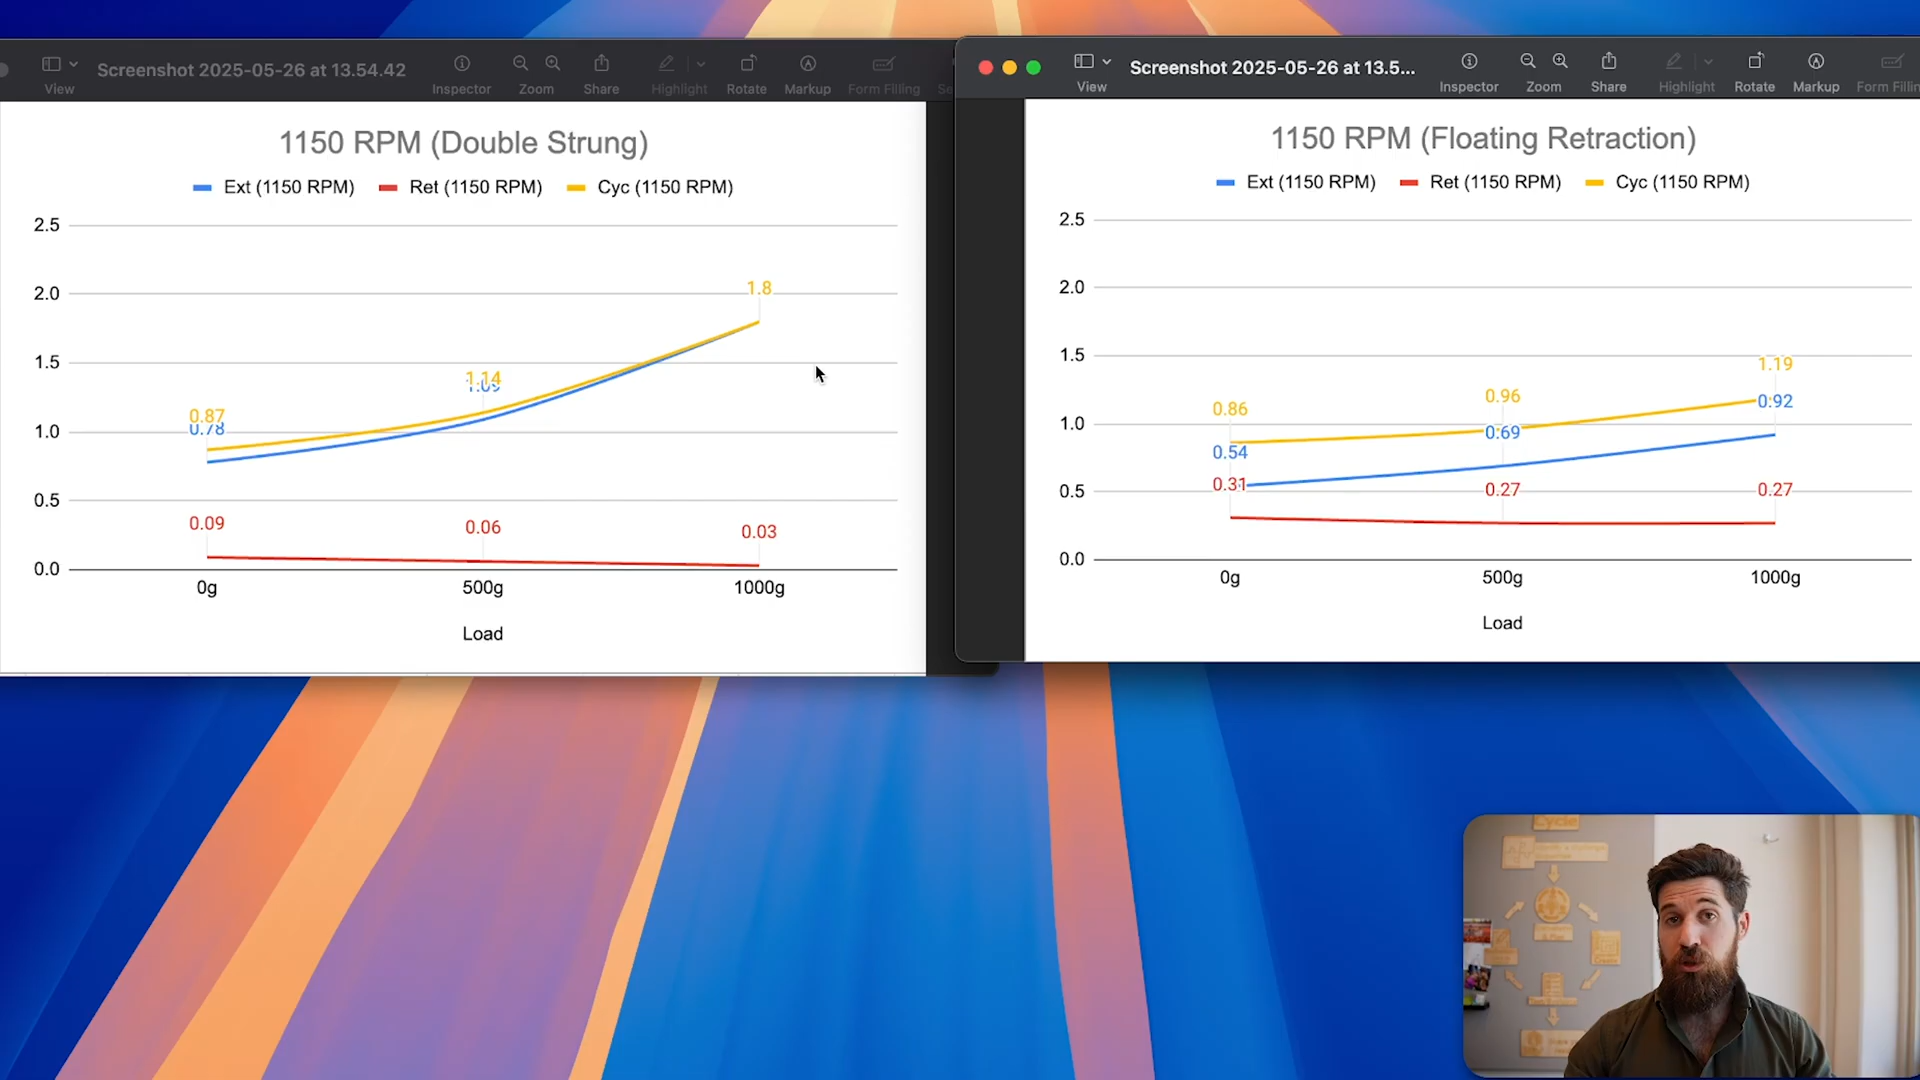 Screenshot 2025-05-26 at 13.54.42
View
Inspector
Zoom
Share
Highlight
Rotate
Markup
Form Filling
1150 RPM (Double Strung)
Ext (1150 RPM) Ret (1150 RPM) Cyc (1150 RPM)
2.5
2.0
1.5
1.0
0.5
0.0
0.87
0.78
1.14
1.09
1.8
0.09
0.06
0.03
0g 500g 1000g
Load
Screenshot 2025-05-26 at 13.5...
View
Inspector
Zoom
Share
Highlight
Rotate
Markup
Form Fillin
1150 RPM (Floating Retraction)
Ext (1150 RPM) Ret (1150 RPM) Cyc (1150 RPM)
2.5
2.0
1.5
1.0
0.5
0.0
0.86
0.96
1.19
0.54
0.69
0.92
0.31
0.27
0.27
0g 500g 1000g
Load
Cycle